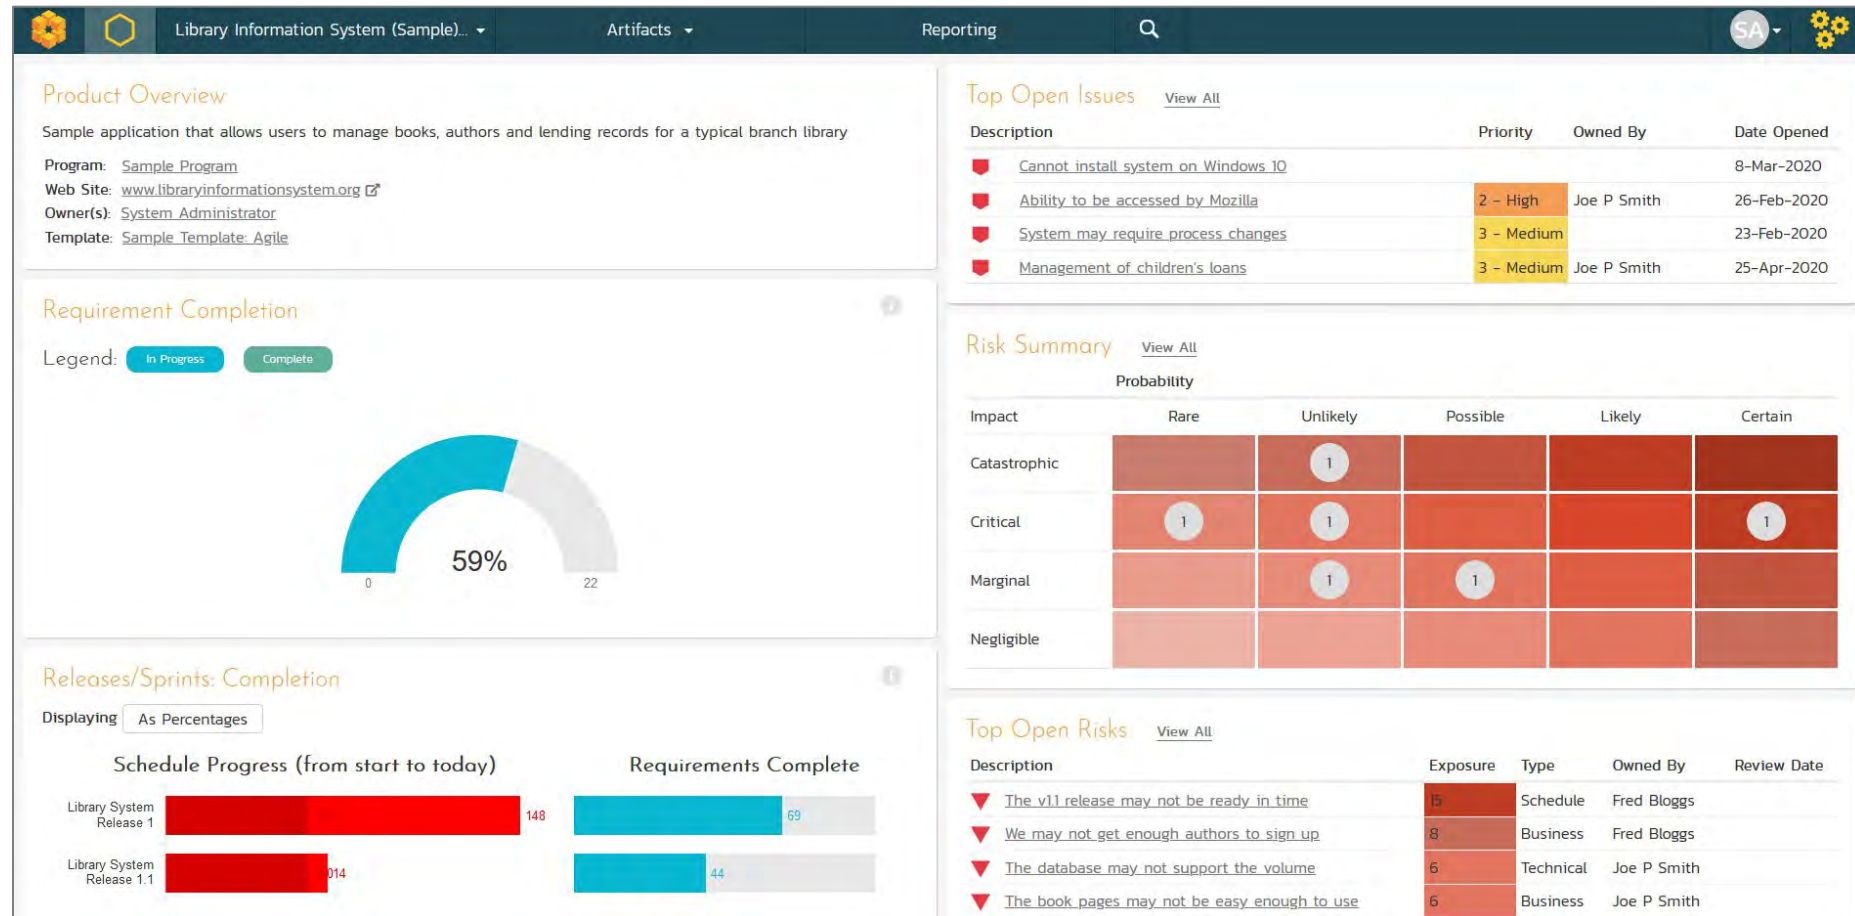 Library Information System (Sample)...
Artifacts
Reporting
SA
Product Overview
Sample application that allows users to manage books, authors and lending records for a typical branch library
Program: Sample Program
Web Site: www.libraryinformationsystem.org
Owner(s): System Administrator
Template: Sample Template: Agile
Requirement Completion
Legend: In Progress Complete
59%
0 22
Releases/Sprints: Completion
Displaying As Percentages
Schedule Progress (from start to today) Requirements Complete
Library System
Release 1
148 69
Library System
Release 1.1
014 44
Top Open Issues View All
Description Priority Owned By Date Opened
Cannot install system on Windows 10 8-Mar-2020
Ability to be accessed by Mozilla 2 - High Joe P Smith 26-Feb-2020
System may require process changes 3 - Medium 23-Feb-2020
Management of children's loans 3 - Medium Joe P Smith 25-Apr-2020
Risk Summary View All
Probability
Impact Rare Unlikely Possible Likely Certain
Catastrophic 1
Critical 1 1 1
Marginal 1 1
Negligible
Top Open Risks View All
Description Exposure Type Owned By Review Date
The v1.1 release may not be ready in time 15 Schedule Fred Bloggs
We may not get enough authors to sign up 8 Business Fred Bloggs
The database may not support the volume 6 Technical Joe P Smith
The book pages may not be easy enough to use 6 Business Joe P Smith